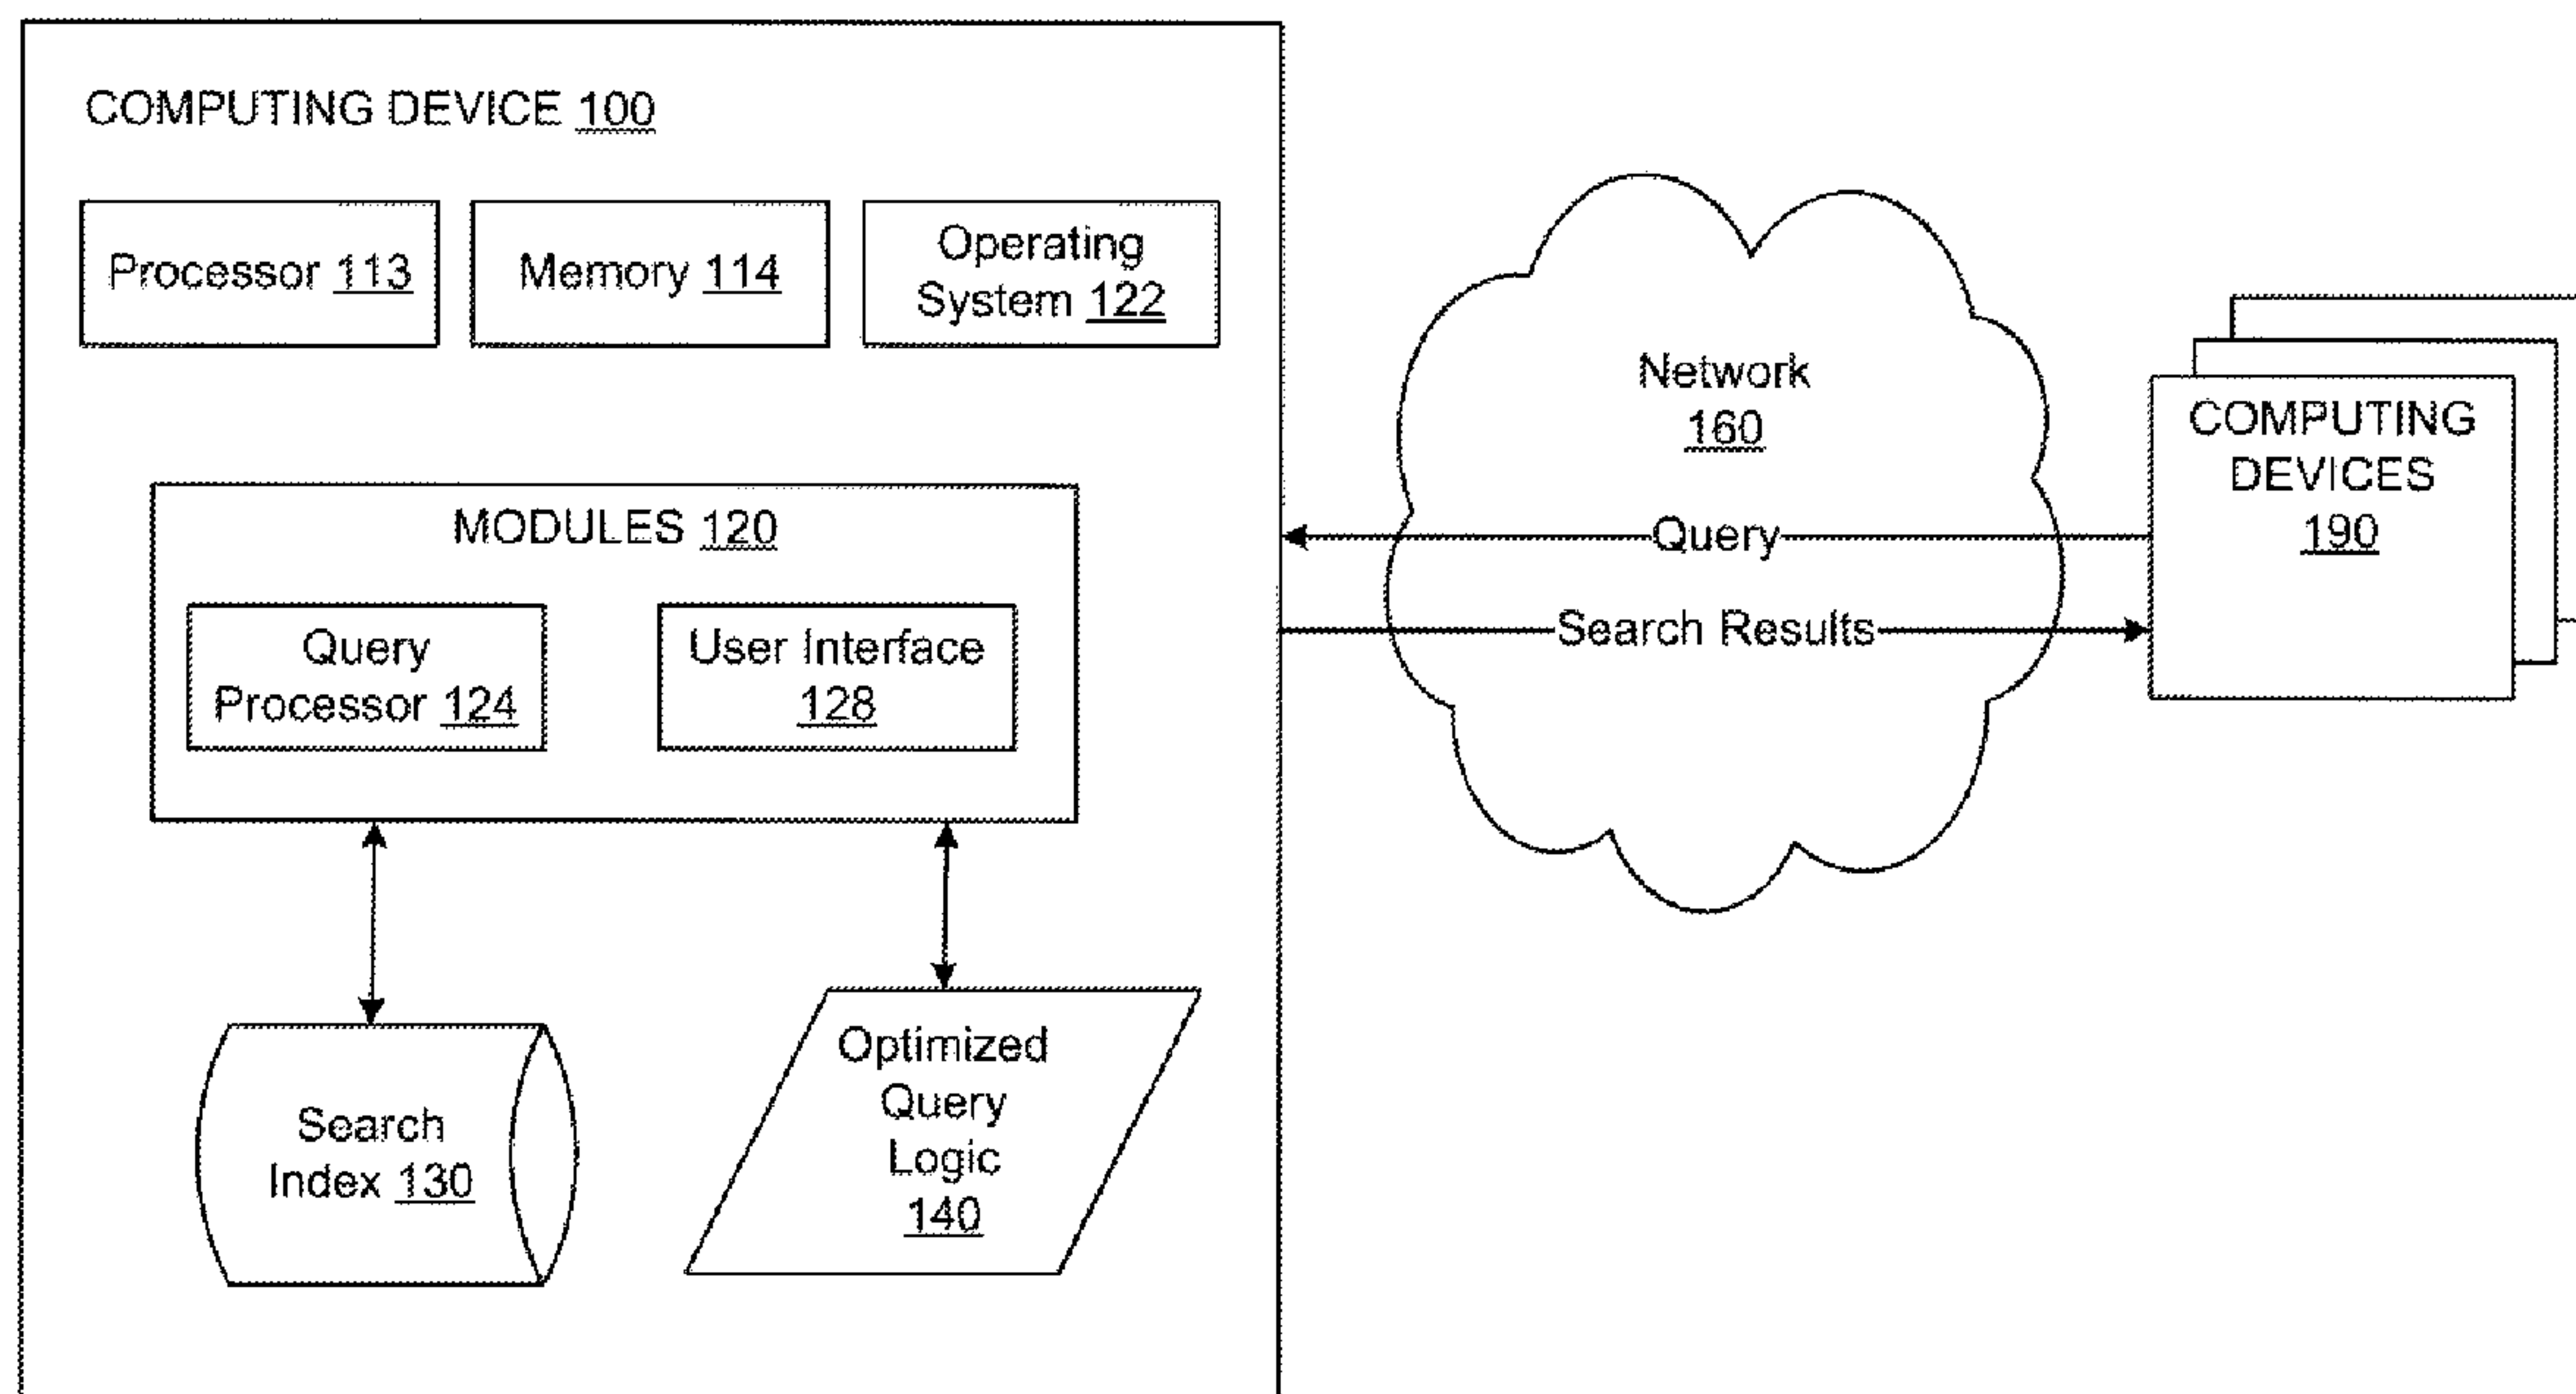 COMPUTING DEVICE 100
Processor 113
Memory 114
Operating
System 122
MODULES 120
Query
Processor 124
User Interface
128
Search
Index 130
Optimized
Query
Logic
140
Network
160
Query
Search Results
COMPUTING
DEVICES
190